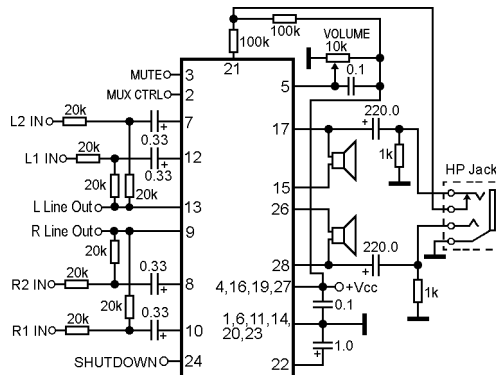 100k
100k
VOLUME
10k
21
MUTE 3
5
0.1
MUX CTRL 2
L2 IN 20k 7
17
220.0
0.33
L1 IN 20k 12
1k
HP Jack
0.33
20k 20k
15
L Line Out 13
26
R Line Out 9
20k
R2 IN 20k 0.33 8
28
220.0
20k
4,16,19,27 +Vcc
0.33
0.1
1k
R1 IN 20k 10
1,6,11,14,
20,23
1.0
SHUTDOWN 24
22
+
+
+
+
+
+
+